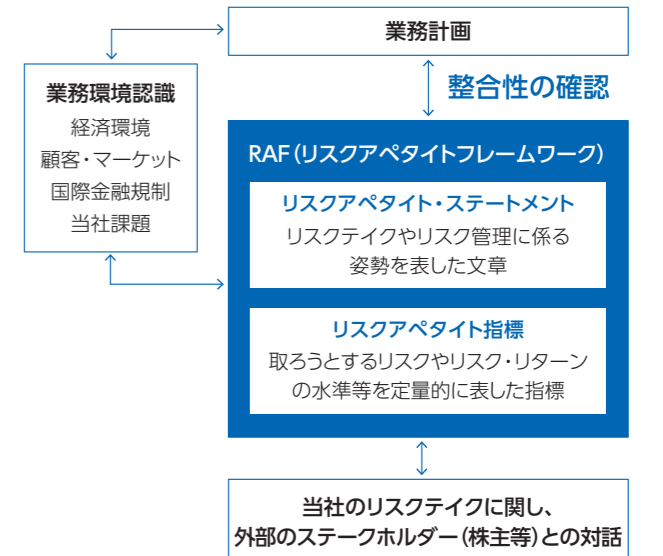 業務計画
整合性の確認
業務環境認識
経済環境
顧客・マーケット
国際金融規制
当社課題
RAF（リスクアペタイトフレームワーク）
リスクアペタイト・ステートメント
リスクテイクやリスク管理に係る
姿勢を表した文章
リスクアペタイト指標
取ろうとするリスクやリスク・リターン
の水準等を定量的に表した指標
当社のリスクテイクに関し、
外部のステークホルダー（株主等）との対話